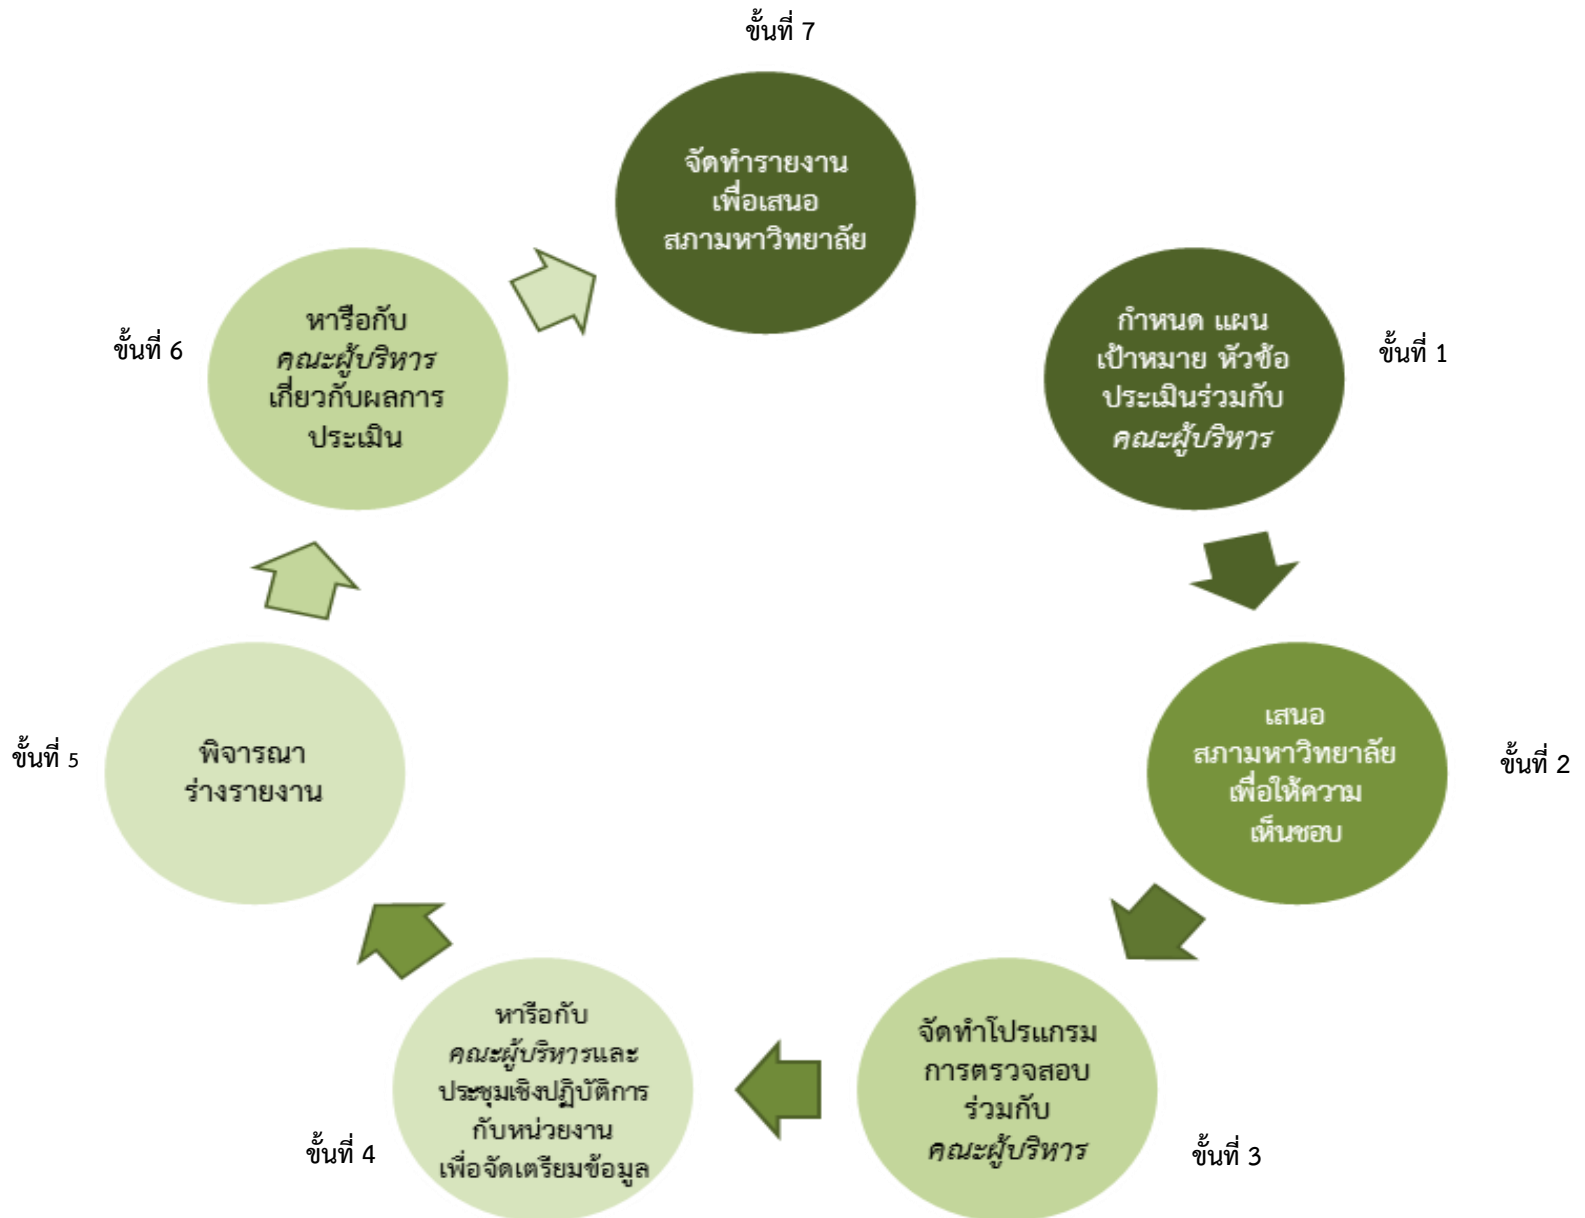 ขั้นที่ 7
จัดทำรายงาน
เพื่อเสนอ
สภามหาวิทยาลัย
ขั้นที่ 1
กำหนด แผน
เป้าหมาย หัวข้อ
ประเมินร่วมกับ
คณะผู้บริหาร
ขั้นที่ 2
เสนอ
สภามหาวิทยาลัย
เพื่อให้ความ
เห็นชอบ
ขั้นที่ 3
จัดทำโปรแกรม
การตรวจสอบ
ร่วมกับ
คณะผู้บริหาร
ขั้นที่ 4
หารือกับ
คณะผู้บริหารและ
ประชุมเชิงปฏิบัติการ
กับหน่วยงาน
เพื่อจัดเตรียมข้อมูล
ขั้นที่ 5
พิจารณา
ร่างรายงาน
ขั้นที่ 6
หารือกับ
คณะผู้บริหาร
เกี่ยวกับผลการ
ประเมิน